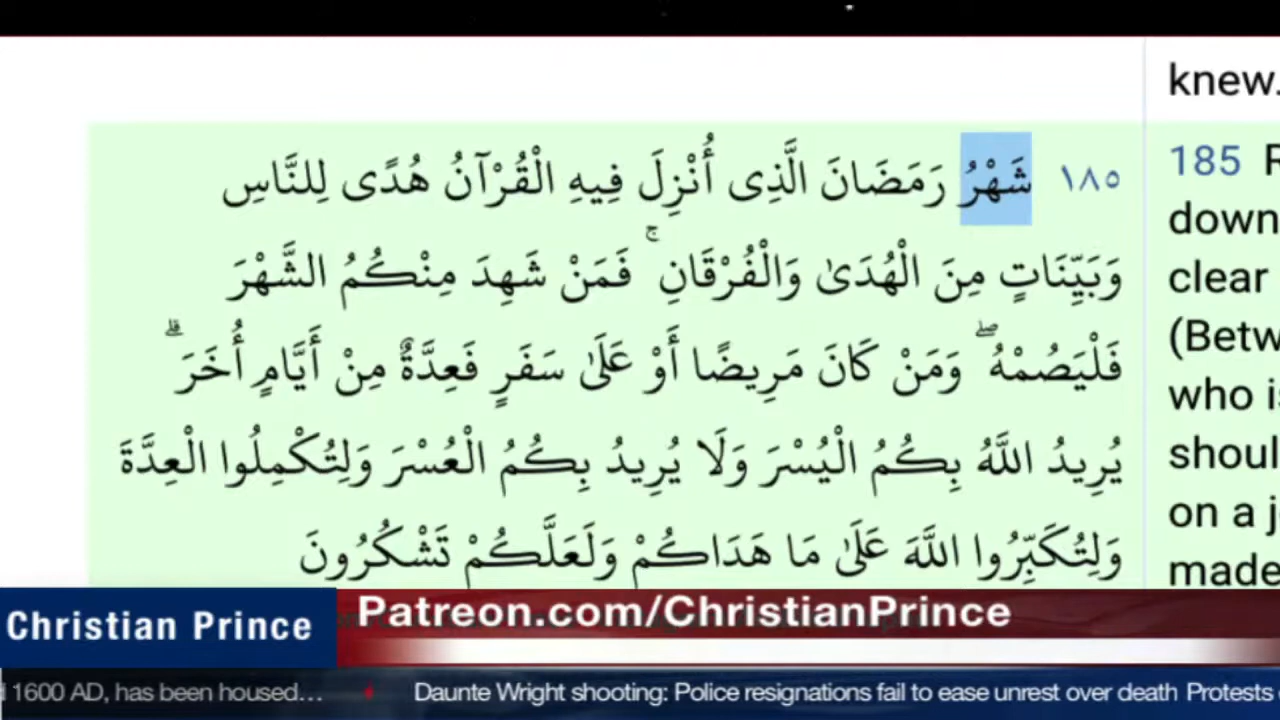 knew.
١٨٥ شَهْرُ رَمَضَانَ الَّذِى أُنْزِلَ فِيهِ الْقُرْآنُ هُدًى لِلنَّاسِ
وَبَيِّنَاتٍ مِنَ الْهُدَىٰ وَالْفُرْقَانِ ۚ فَمَنْ شَهِدَ مِنْكُمُ الشَّهْرَ
فَلْيَصُمْهُ ۖ وَمَنْ كَانَ مَرِيضًا أَوْ عَلَىٰ سَفَرٍ فَعِدَّةٌ مِنْ أَيَّامٍ أُخَرَ ۗ
يُرِيدُ اللَّهُ بِكُمُ الْيُسْرَ وَلَا يُرِيدُ بِكُمُ الْعُسْرَ وَلِتُكْمِلُوا الْعِدَّةَ
وَلِتُكَبِّرُوا اللَّهَ عَلَىٰ مَا هَدَاكُمْ وَلَعَلَّكُمْ تَشْكُرُونَ
185 R
down
clear
(Betw
who is
shoul
on a j
made
Christian Prince
Patreon.com/ChristianPrince
1600 AD, has been housed... Daunte Wright shooting: Police resignations fail to ease unrest over death Protests